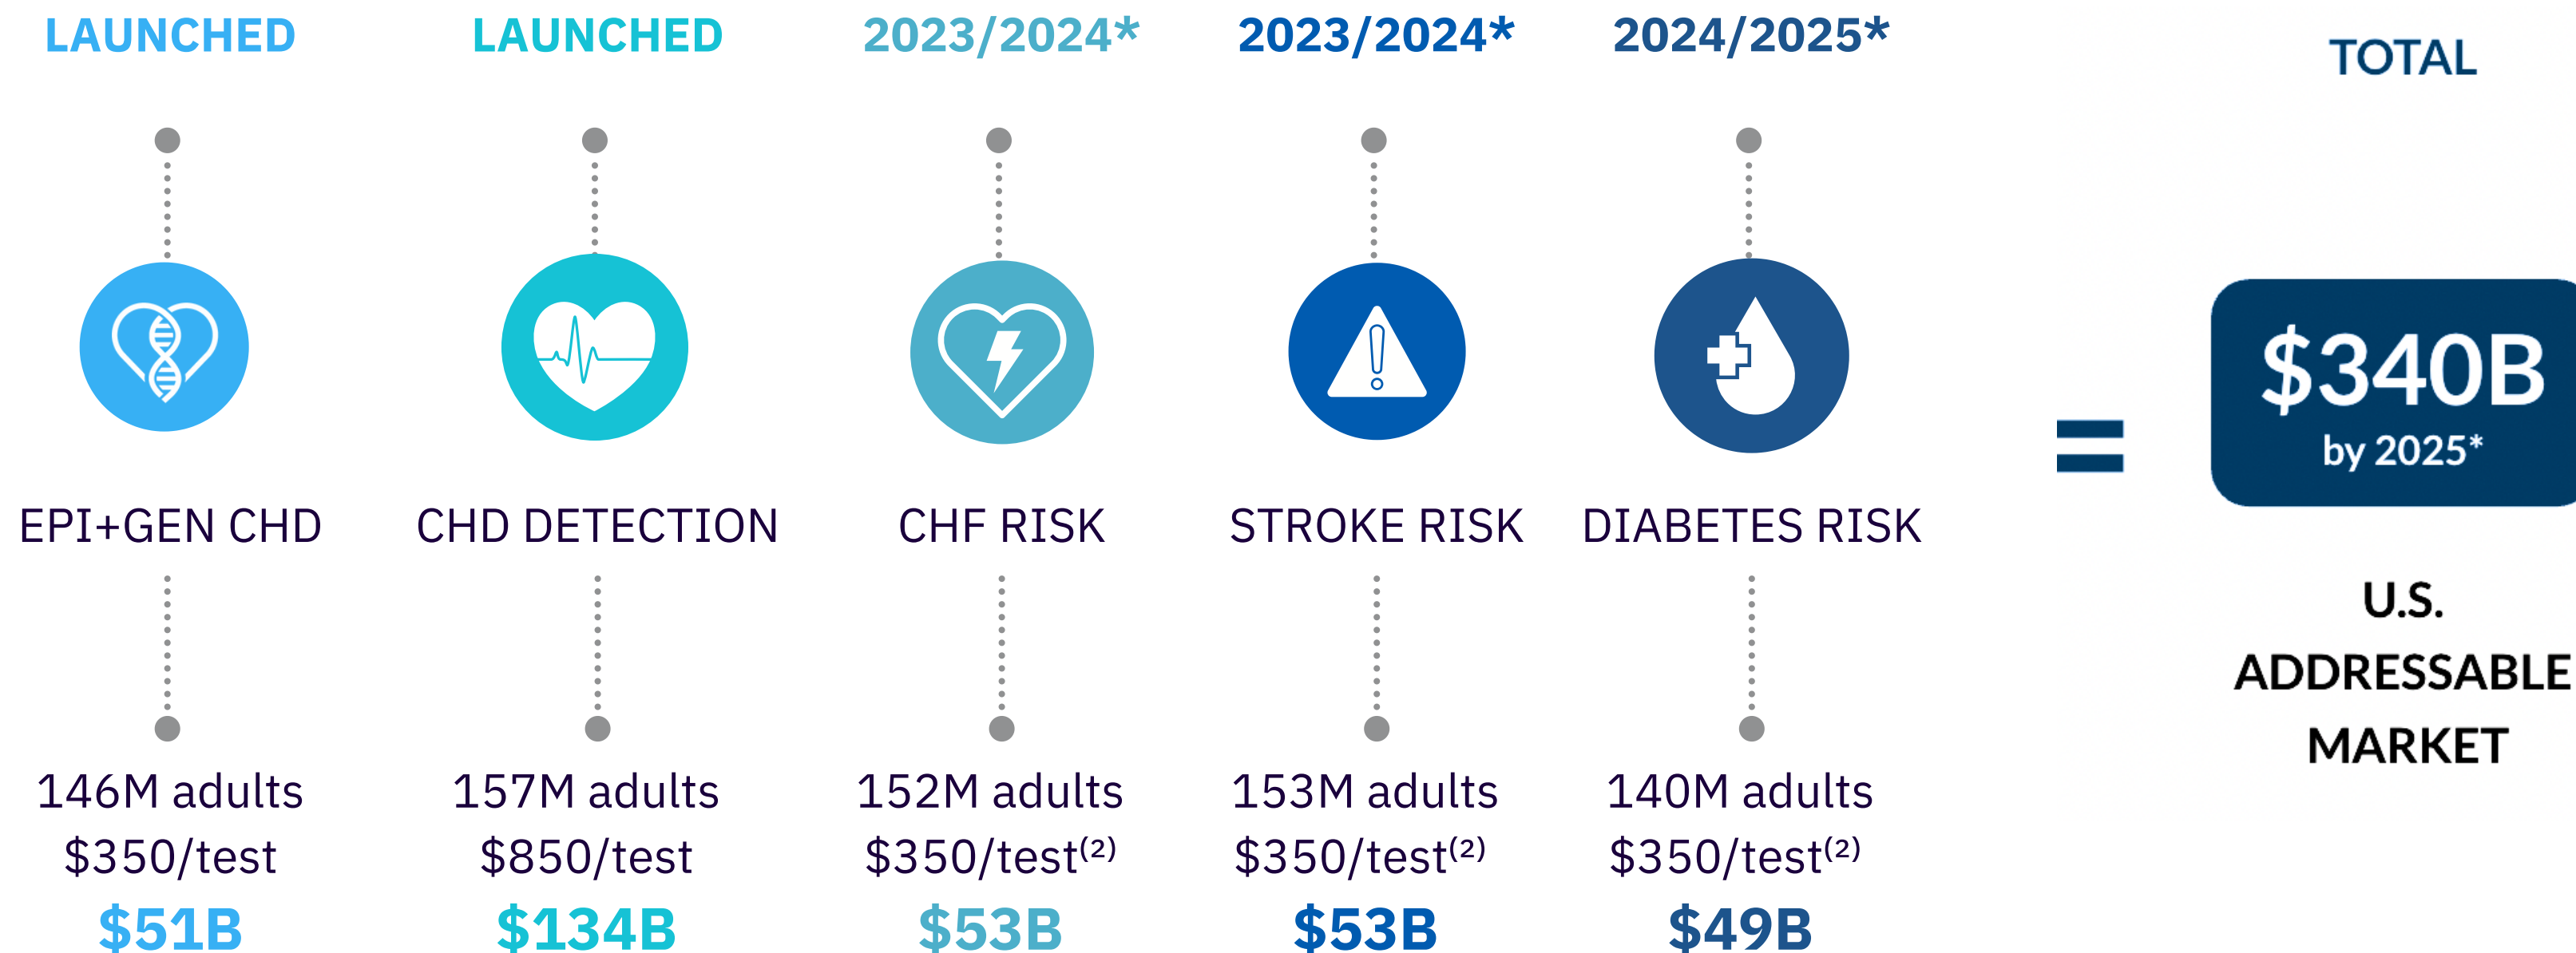 LAUNCHED
EPI+GEN CHD
146M adults
$350/test
$51B
LAUNCHED
CHD DETECTION
157M adults
$850/test
$134B
2023/2024*
CHF RISK
152M adults
$350/test⁽²⁾
$53B
2023/2024*
STROKE RISK
153M adults
$350/test⁽²⁾
$53B
2024/2025*
DIABETES RISK
140M adults
$350/test⁽²⁾
$49B
=
TOTAL
$340B
by 2025*
U.S.
ADDRESSABLE
MARKET